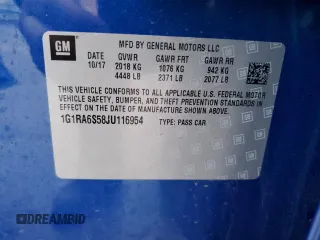 GM
MFD BY GENERAL MOTORS LLC
DATE GVWR GAWR FRT GAWR RR
10/17 2018 KG 1076 KG 942 KG
4448 LB 2371 LB 2077 LB
THIS VEHICLE CONFORMS TO ALL APPLICABLE U.S. FEDERAL MOTOR
VEHICLE SAFETY, BUMPER, AND THEFT PREVENTION STANDARDS IN
EFFECT ON THE DATE OF MANUFACTURE SHOWN ABOVE.
1G1RA6S58JU116954 TYPE: PASS CAR
DREAMBID